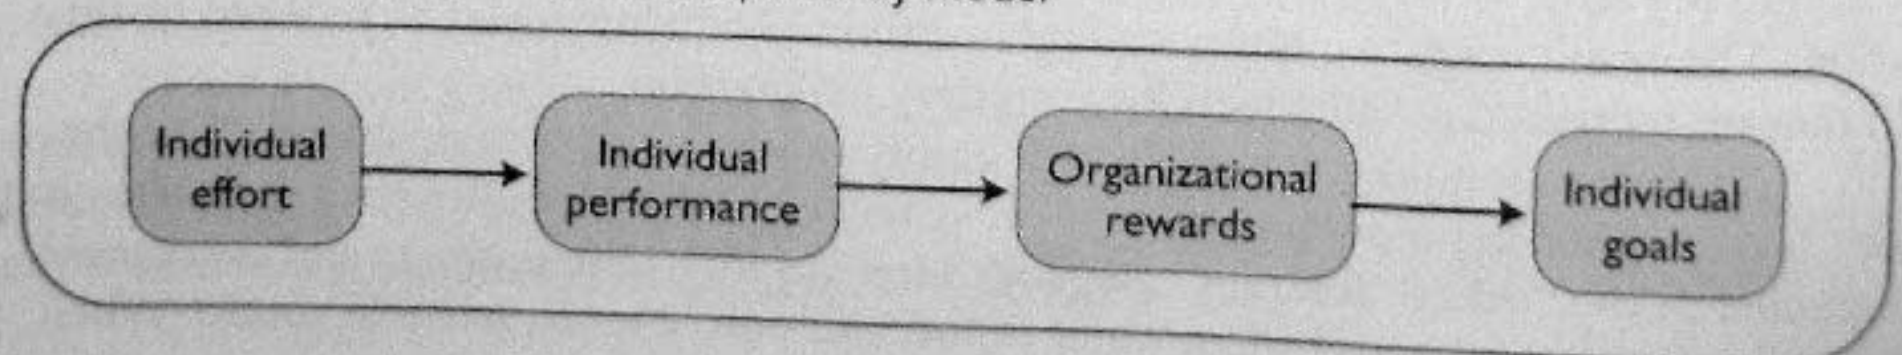 Individual
effort
Individual
performance
Organizational
rewards
Individual
goals